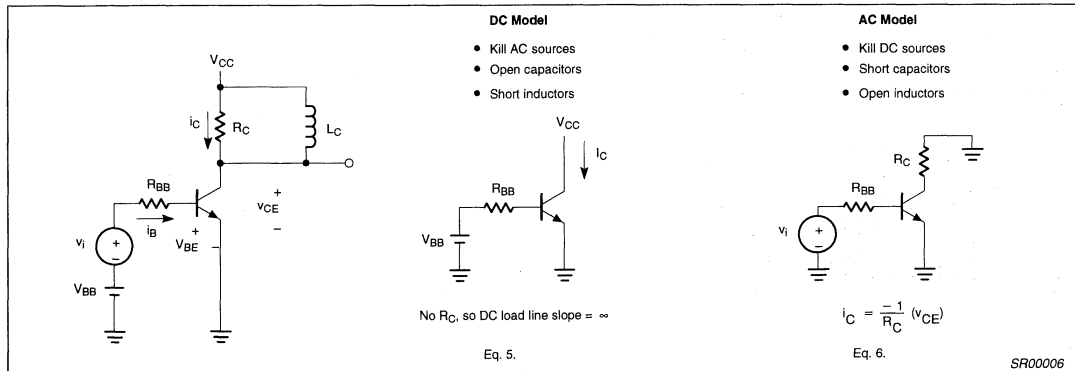 DC Model
• Kill AC sources
• Open capacitors
• Short inductors
AC Model
• Kill DC sources
• Short capacitors
• Open inductors
VCC
iC
RC
LC
RBB
iB
+
VBE
−
+
vCE
−
vi
+
−
VBB
VCC
IC
RBB
VBB
No RC, so DC load line slope = ∞
Eq. 5.
RC
RBB
vi
+
−
iC = −1/RC (vCE)
Eq. 6.
SR00006